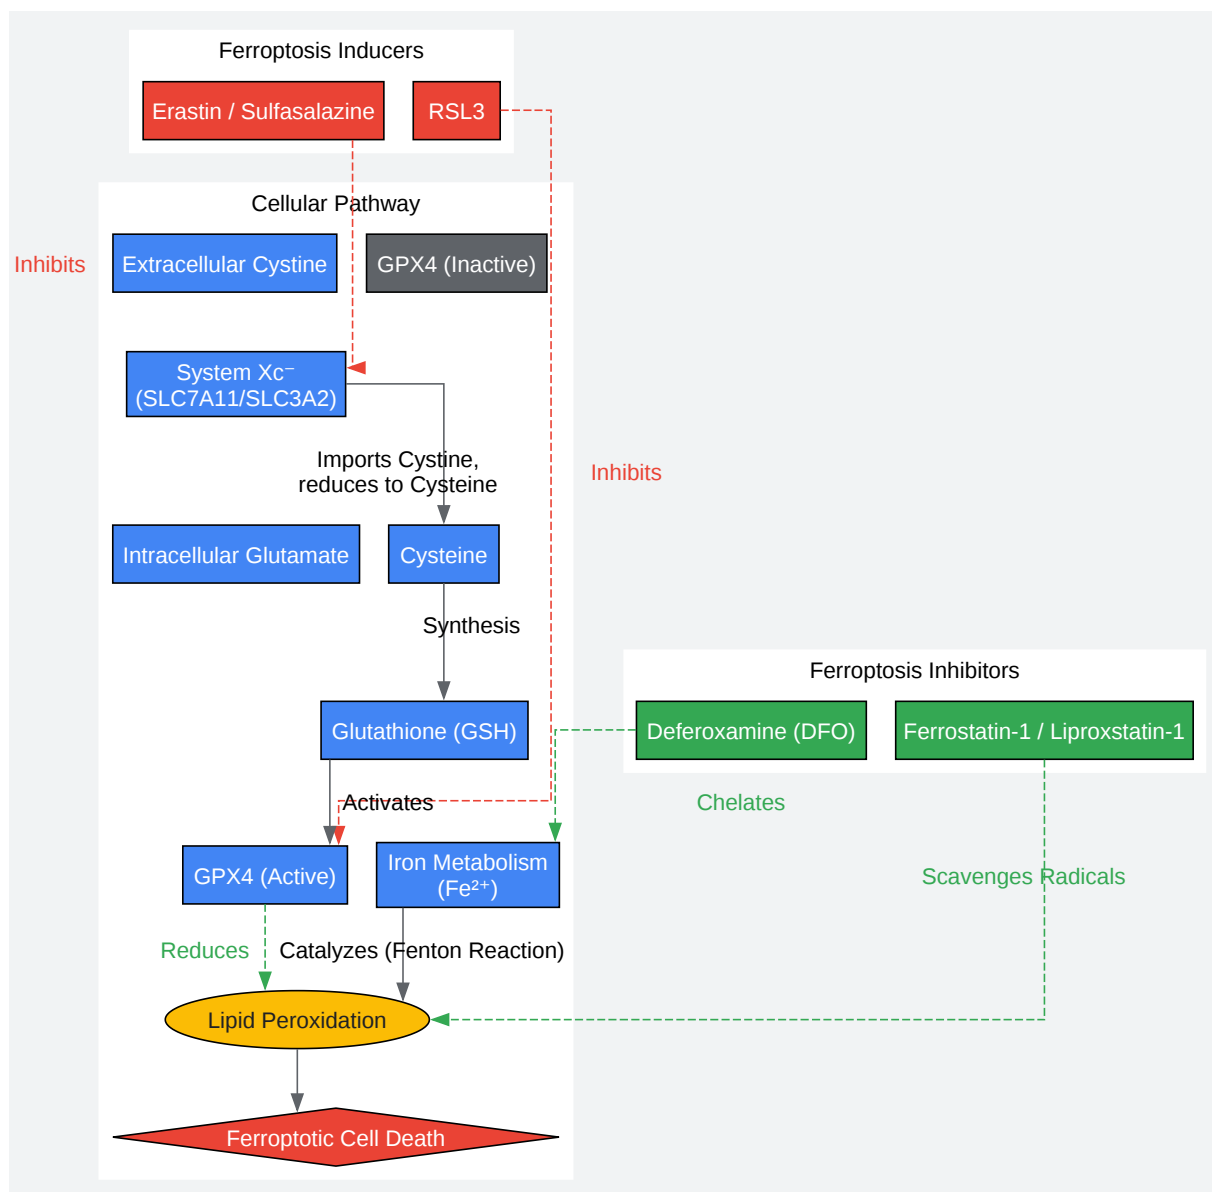 Ferroptosis Inducers
Erastin / Sulfasalazine
RSL3
Cellular Pathway
Inhibits
Extracellular Cystine
GPX4 (Inactive)
System Xc⁻
(SLC7A11/SLC3A2)
Imports Cystine,
reduces to Cysteine
Inhibits
Intracellular Glutamate
Cysteine
Synthesis
Ferroptosis Inhibitors
Glutathione (GSH)
Deferoxamine (DFO)
Ferrostatin-1 / Liproxstatin-1
Activates
Chelates
GPX4 (Active)
Iron Metabolism
(Fe²⁺)
Scavenges Radicals
Reduces
Catalyzes (Fenton Reaction)
Lipid Peroxidation
Ferroptotic Cell Death